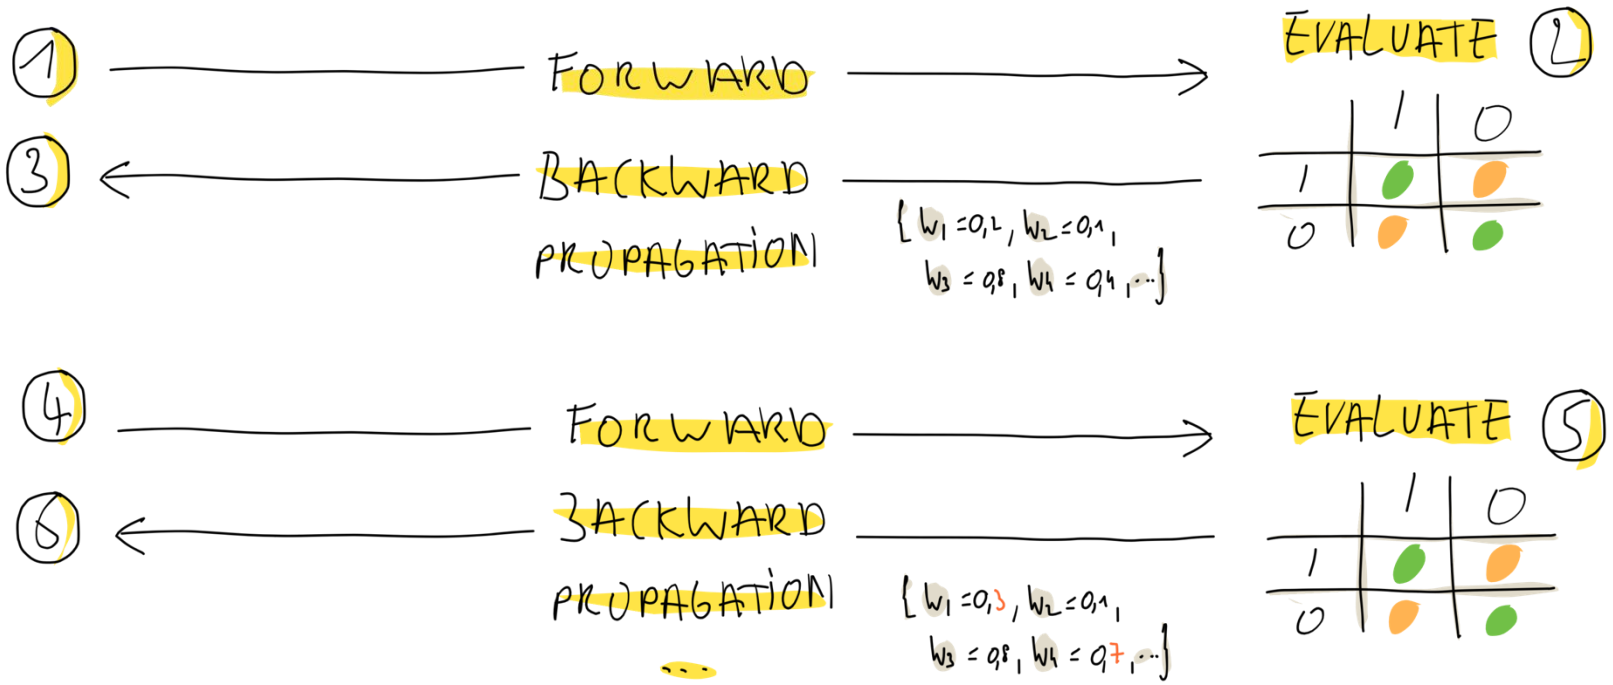 1 FORWARD EVALUATE 2
1 0
3 BACKWARD 1
PROPAGATION {W1=0,2, W2=0,1, 0
W3=0,8, W4=0,4, ...}
4 FORWARD EVALUATE 5
1 0
6 BACKWARD 1
PROPAGATION {W1=0,3, W2=0,1, 0
W3=0,8, W4=0,7, ...}
...